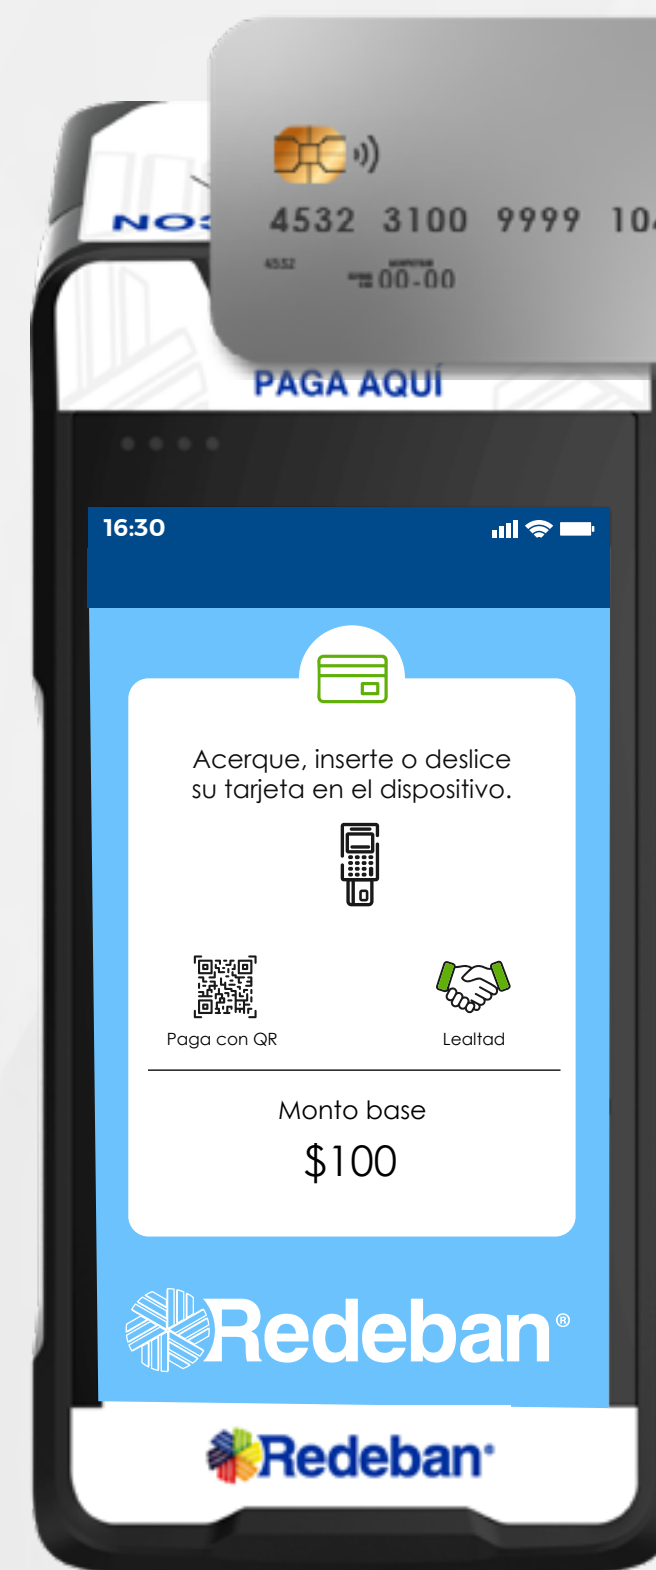 4532 3100 9999 10
4532
00-00
PAGA AQUÍ
16:30
Acerque, inserte o deslice
su tarjeta en el dispositivo.
Paga con QR
Lealtad
Monto base
$100
Redeban®
Redeban